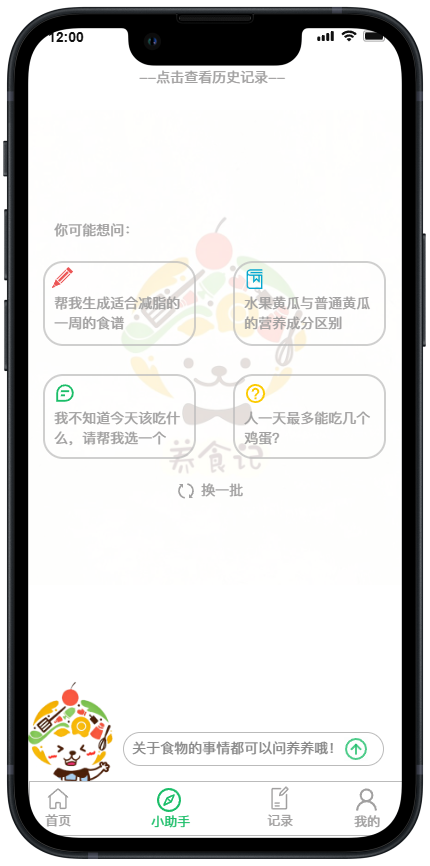 12:00
——点击查看历史记录——
你可能想问：
帮我生成适合减脂的
一周的食谱
水果黄瓜与普通黄瓜
的营养成分区别
我不知道今天该吃什
么，请帮我选一个
人一天最多能吃几个
鸡蛋？
养食记
换一批
关于食物的事情都可以问养养哦！
首页
小助手
记录
我的